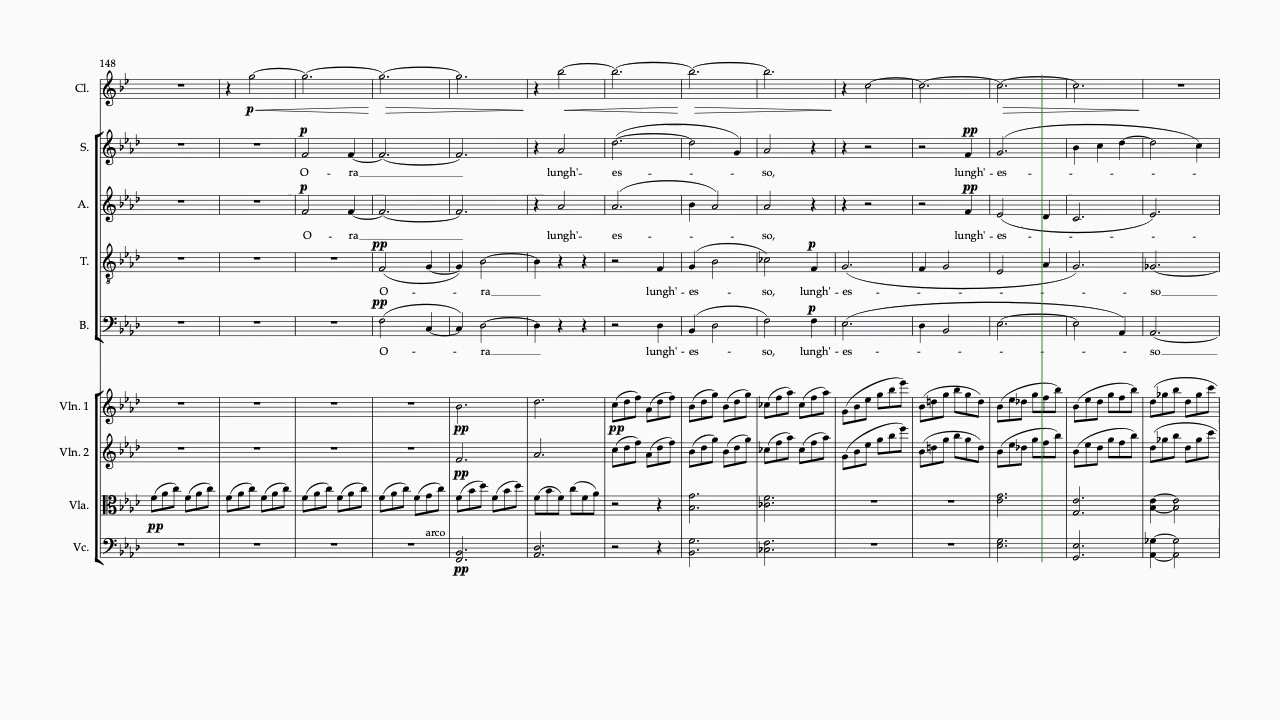 148
Cl.
p
p
S.
pp
O - ra lungh'- es - - so, lungh' - es - - - - - -
p
A.
pp
O - ra lungh'- es - - so, lungh' - es - - - - - -
pp
T.
p
O - ra lungh' - es - so, lungh' - es - - - - - - - so
pp
B.
p
O - ra lungh' - es - so, lungh' - es - - - - - - - so
Vln. 1
pp
pp
Vln. 2
pp
Vla.
pp
arco
Vc.
pp